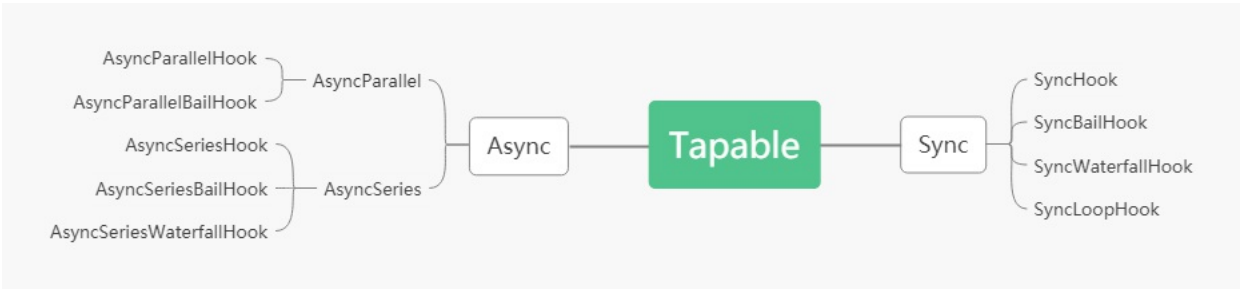 AsyncParallelHook
AsyncParallelBailHook
AsyncParallel
AsyncSeriesHook
AsyncSeriesBailHook
AsyncSeriesWaterfallHook
AsyncSeries
Async
Tapable
Sync
SyncHook
SyncBailHook
SyncWaterfallHook
SyncLoopHook